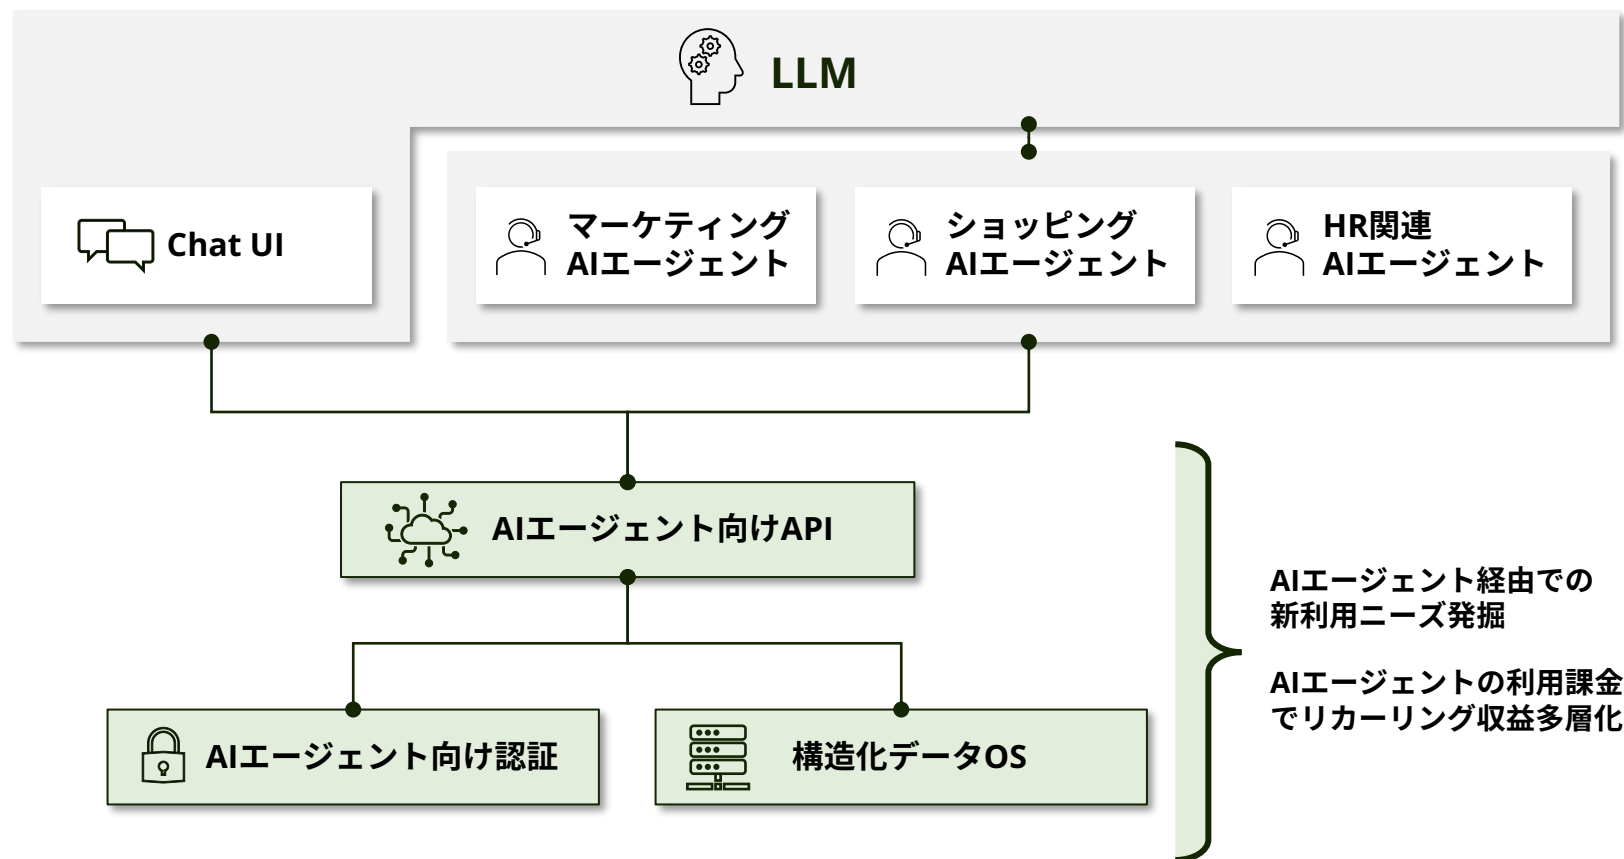 LLM
Chat UI
マーケティング
AIエージェント
ショッピング
AIエージェント
HR関連
AIエージェント
AIエージェント向けAPI
AIエージェント経由での
新利用ニーズ発掘
AIエージェントの利用課金
でリカーリング収益多層化
AIエージェント向け認証
構造化データOS